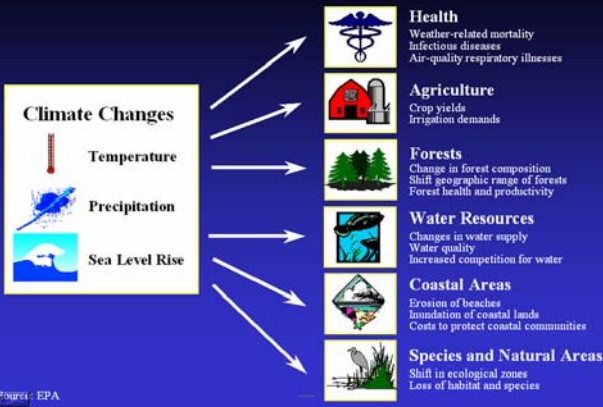 Climate Changes
Temperature
Precipitation
Sea Level Rise
Health
Weather-related mortality
Infectious diseases
Air-quality respiratory illnesses
Agriculture
Crop yields
Irrigation demands
Forests
Change in forest composition
Shift geographic range of forests
Forest health and productivity
Water Resources
Changes in water supply
Water quality
Increased competition for water
Coastal Areas
Erosion of beaches
Inundation of coastal lands
Costs to protect coastal communities
Species and Natural Areas
Shift in ecological zones
Loss of habitat and species
Source: EPA